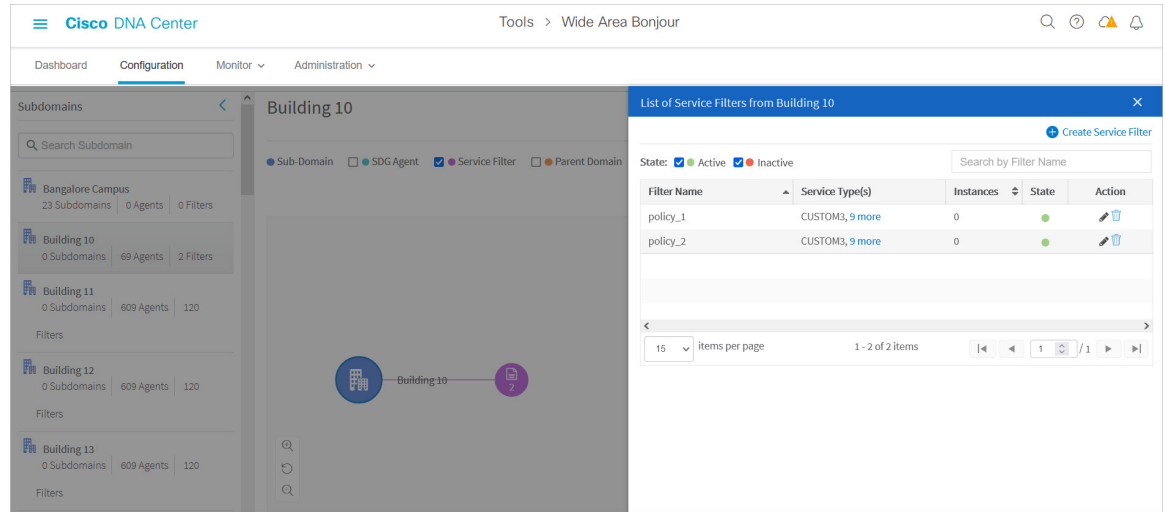 Cisco DNA Center
Tools > Wide Area Bonjour
Dashboard Configuration Monitor Administration
Subdomains
Search Subdomain
Bangalore Campus
23 Subdomains 0 Agents 0 Filters
Building 10
0 Subdomains 69 Agents 2 Filters
Building 11
0 Subdomains 609 Agents 120
Filters
Building 12
0 Subdomains 609 Agents 120
Filters
Building 13
0 Subdomains 609 Agents 120
Filters
Building 10
Sub-Domain SDG Agent Service Filter Parent Domain
Building 10
2
List of Service Filters from Building 10
Create Service Filter
State: Active Inactive Search by Filter Name
Filter Name Service Type(s) Instances State Action
policy_1 CUSTOM3, 9 more 0
policy_2 CUSTOM3, 9 more 0
15 items per page 1 - 2 of 2 items 1 / 1